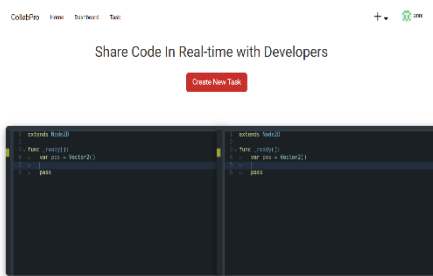 CollabPro Home Dashboard Task
Share Code In Real-time with Developers
Create New Task
1 extends Node2D
2
3 func _ready():
4 var pos = Vector2()
5
6 pass
1 extends Node2D
2
3 func _ready():
4 var pos = Vector2()
5
6 pass